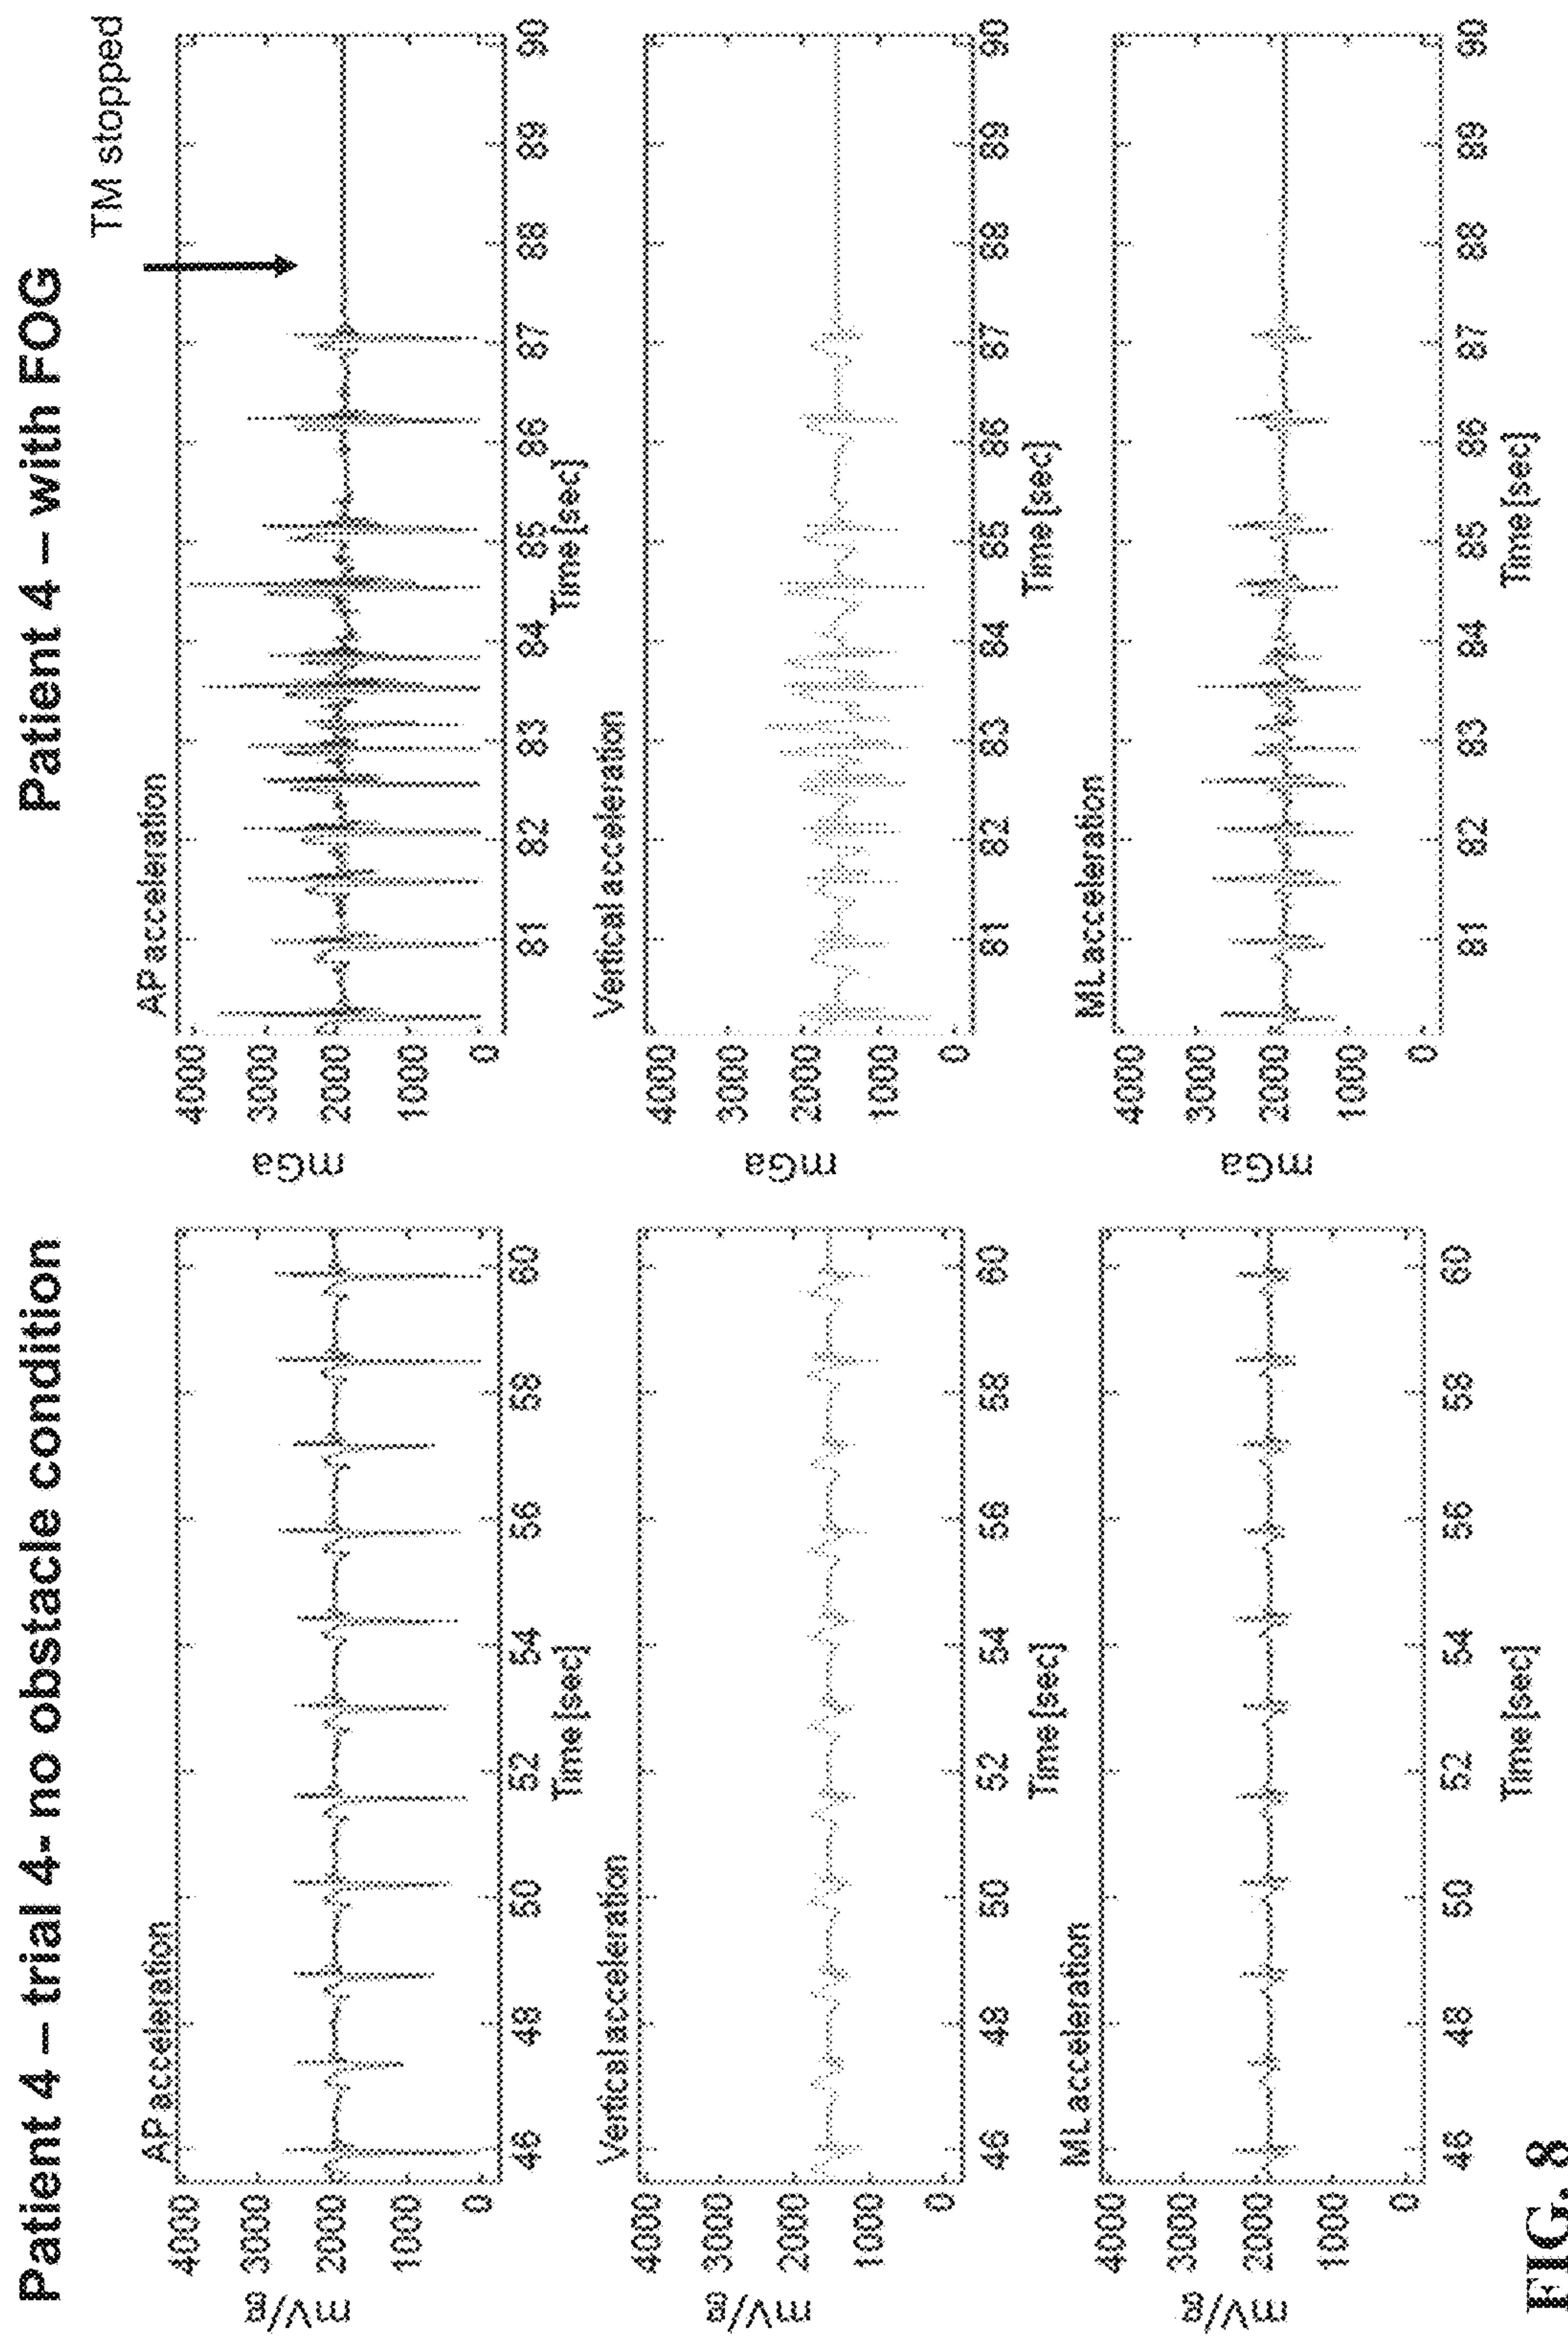 Patient 4 – trial 4- no obstacle condition
AP acceleration
mV/g
4000
3000
2000
1000
0
46 48 50 52 54 56 58 60
Time [sec]
Vertical acceleration
mV/g
4000
3000
2000
1000
0
46 48 50 52 54 56 58 60
Time [sec]
ML acceleration
mV/g
4000
3000
2000
1000
0
46 48 50 52 54 56 58 60
Time [sec]
Patient 4 – with FOG
TM stopped
AP acceleration
mGa
4000
3000
2000
1000
0
81 82 83 84 85 86 87 88 89 90
Time [sec]
Vertical acceleration
mGa
4000
3000
2000
1000
0
81 82 83 84 85 86 87 88 89 90
Time [sec]
ML acceleration
mGa
4000
3000
2000
1000
0
81 82 83 84 85 86 87 88 89 90
Time [sec]
FIG. 8